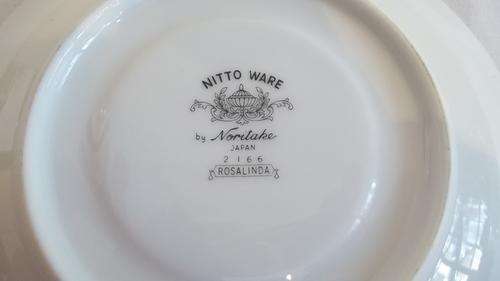 NITTO WARE
by Noritake
JAPAN
2166
ROSALINDA